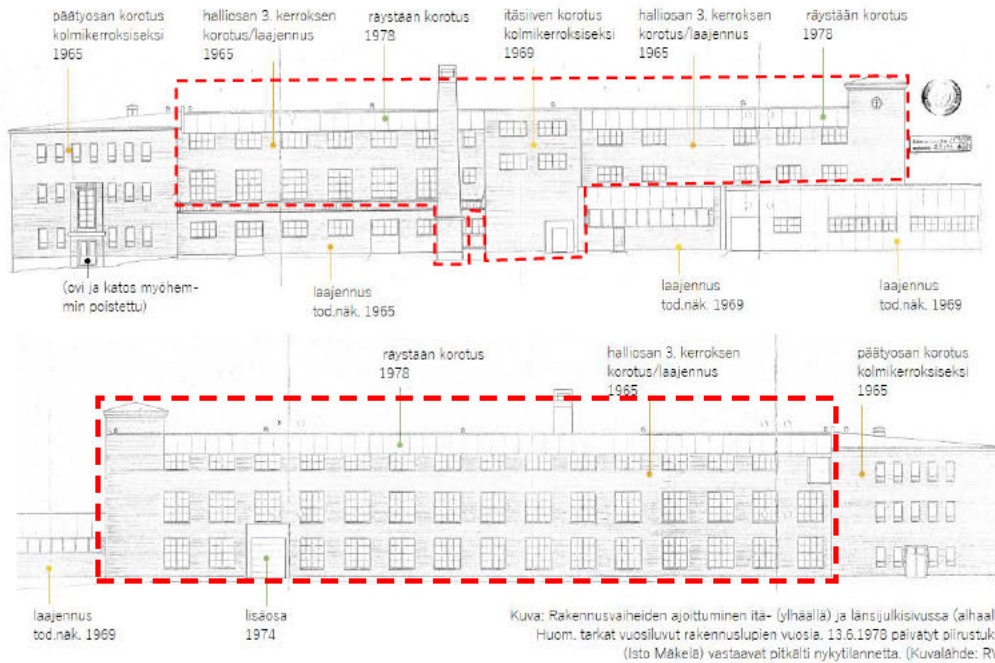 päätyosan korotus
kolmikerroksiseksi
1965
halliosan 3. kerroksen
korotus/laajennus
1965
räystään korotus
1978
itäsiiven korotus
kolmikerroksiseksi
1969
halliosan 3. kerroksen
korotus/laajennus
1965
räystään korotus
1978
(ovi ja katos myöhem-
min poistettu)
laajennus
tod.näk. 1965
laajennus
tod.näk. 1969
laajennus
tod.näk. 1969
räystään korotus
1978
halliosan 3. kerroksen
korotus/laajennus
1965
päätyosan korotus
kolmikerroksiseksi
1965
laajennus
tod.näk. 1969
lisäosa
1974
Kuva: Rakennusvaiheiden ajoittuminen itä- (ylhäällä) ja länsijulkisivussa (alhaal
Huom. tarkat vuosiluvut rakennuslupien vuosia. 13.6.1978 päivätyt piirustuk
(Isto Mäkelä) vastaavat pitkälti nykytilannetta. (Kuvalähde: RV